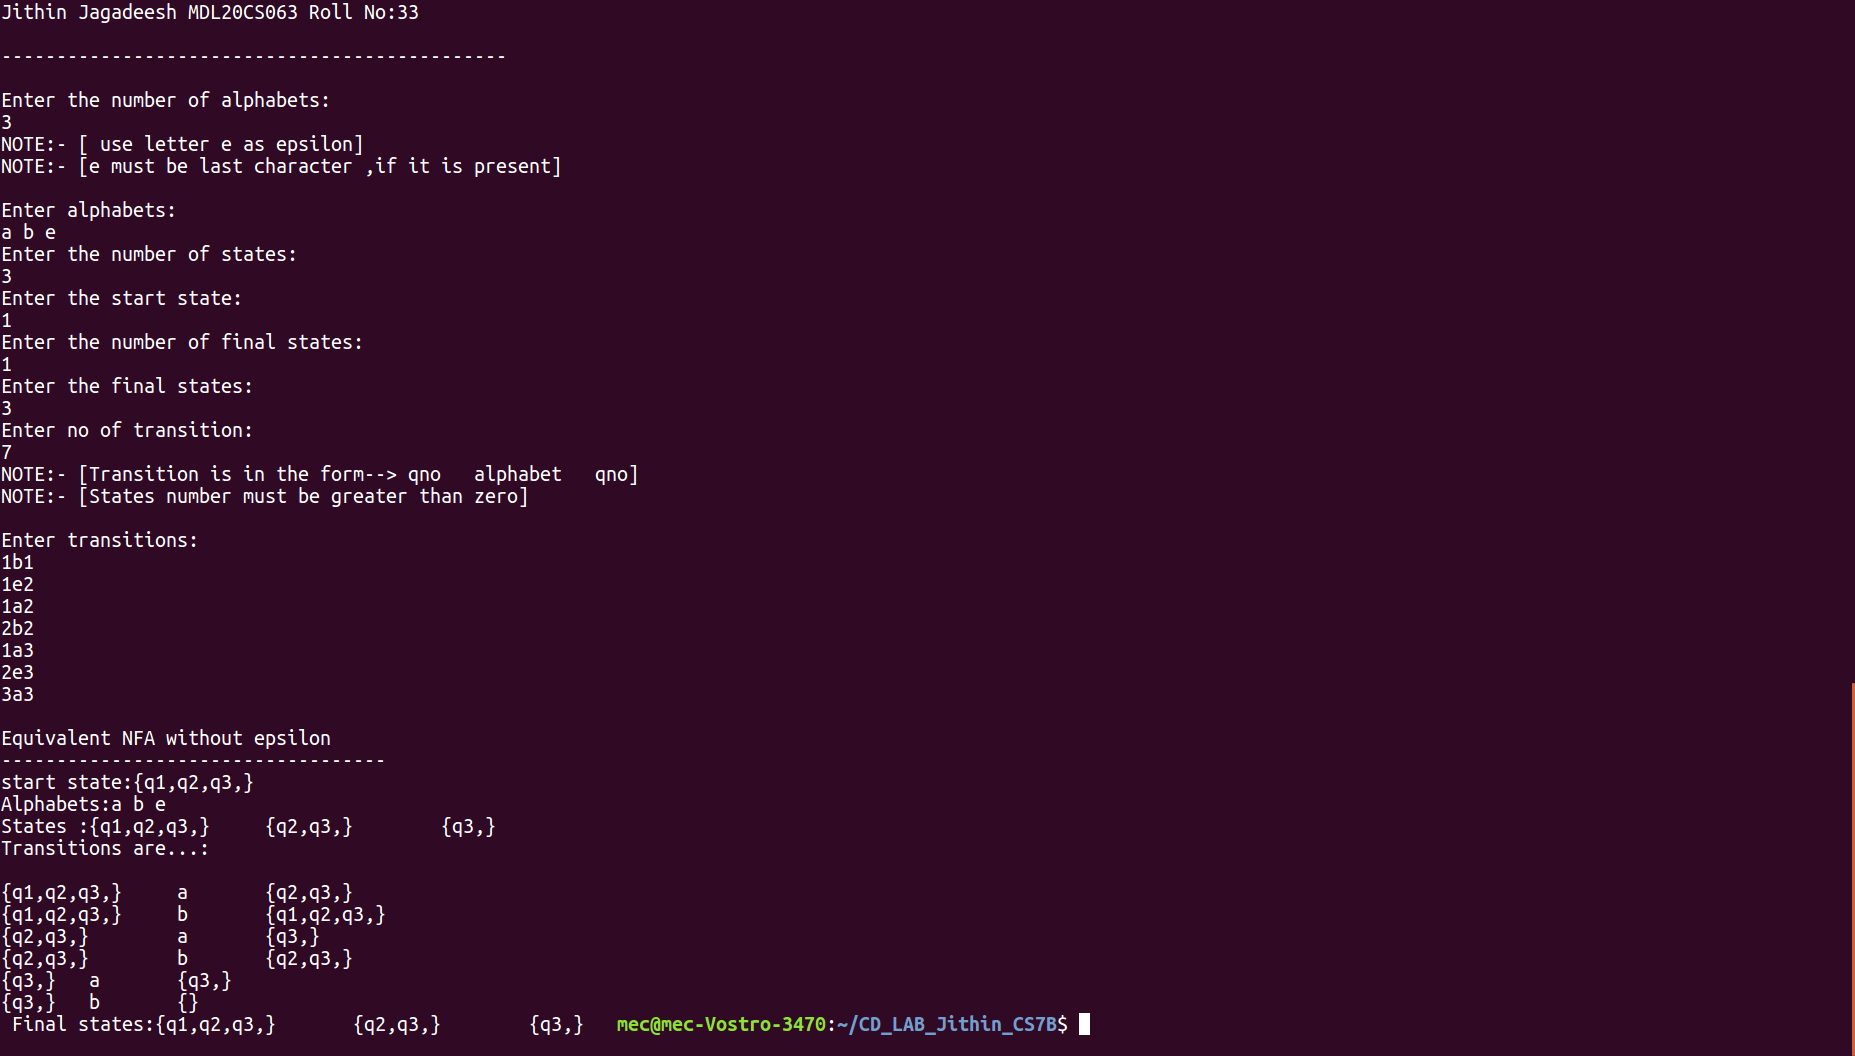 Jithin Jagadeesh MDL20CS063 Roll No:33
----------------------------------------------
Enter the number of alphabets:
3
NOTE:- [ use letter e as epsilon]
NOTE:- [e must be last character ,if it is present]
Enter alphabets:
a b e
Enter the number of states:
3
Enter the start state:
1
Enter the number of final states:
1
Enter the final states:
3
Enter no of transition:
7
NOTE:- [Transition is in the form--> qno   alphabet   qno]
NOTE:- [States number must be greater than zero]
Enter transitions:
1b1
1e2
1a2
2b2
1a3
2e3
3a3
Equivalent NFA without epsilon
-----------------------------------
start state:{q1,q2,q3,}
Alphabets:a b e
States :{q1,q2,q3,}     {q2,q3,}        {q3,}
Transitions are...:
{q1,q2,q3,}     a       {q2,q3,}
{q1,q2,q3,}     b       {q1,q2,q3,}
{q2,q3,}        a       {q3,}
{q2,q3,}        b       {q2,q3,}
{q3,}   a       {q3,}
{q3,}   b       {}
 Final states:{q1,q2,q3,}       {q2,q3,}        {q3,}   mec@mec-Vostro-3470:~/CD_LAB_Jithin_CS7B$